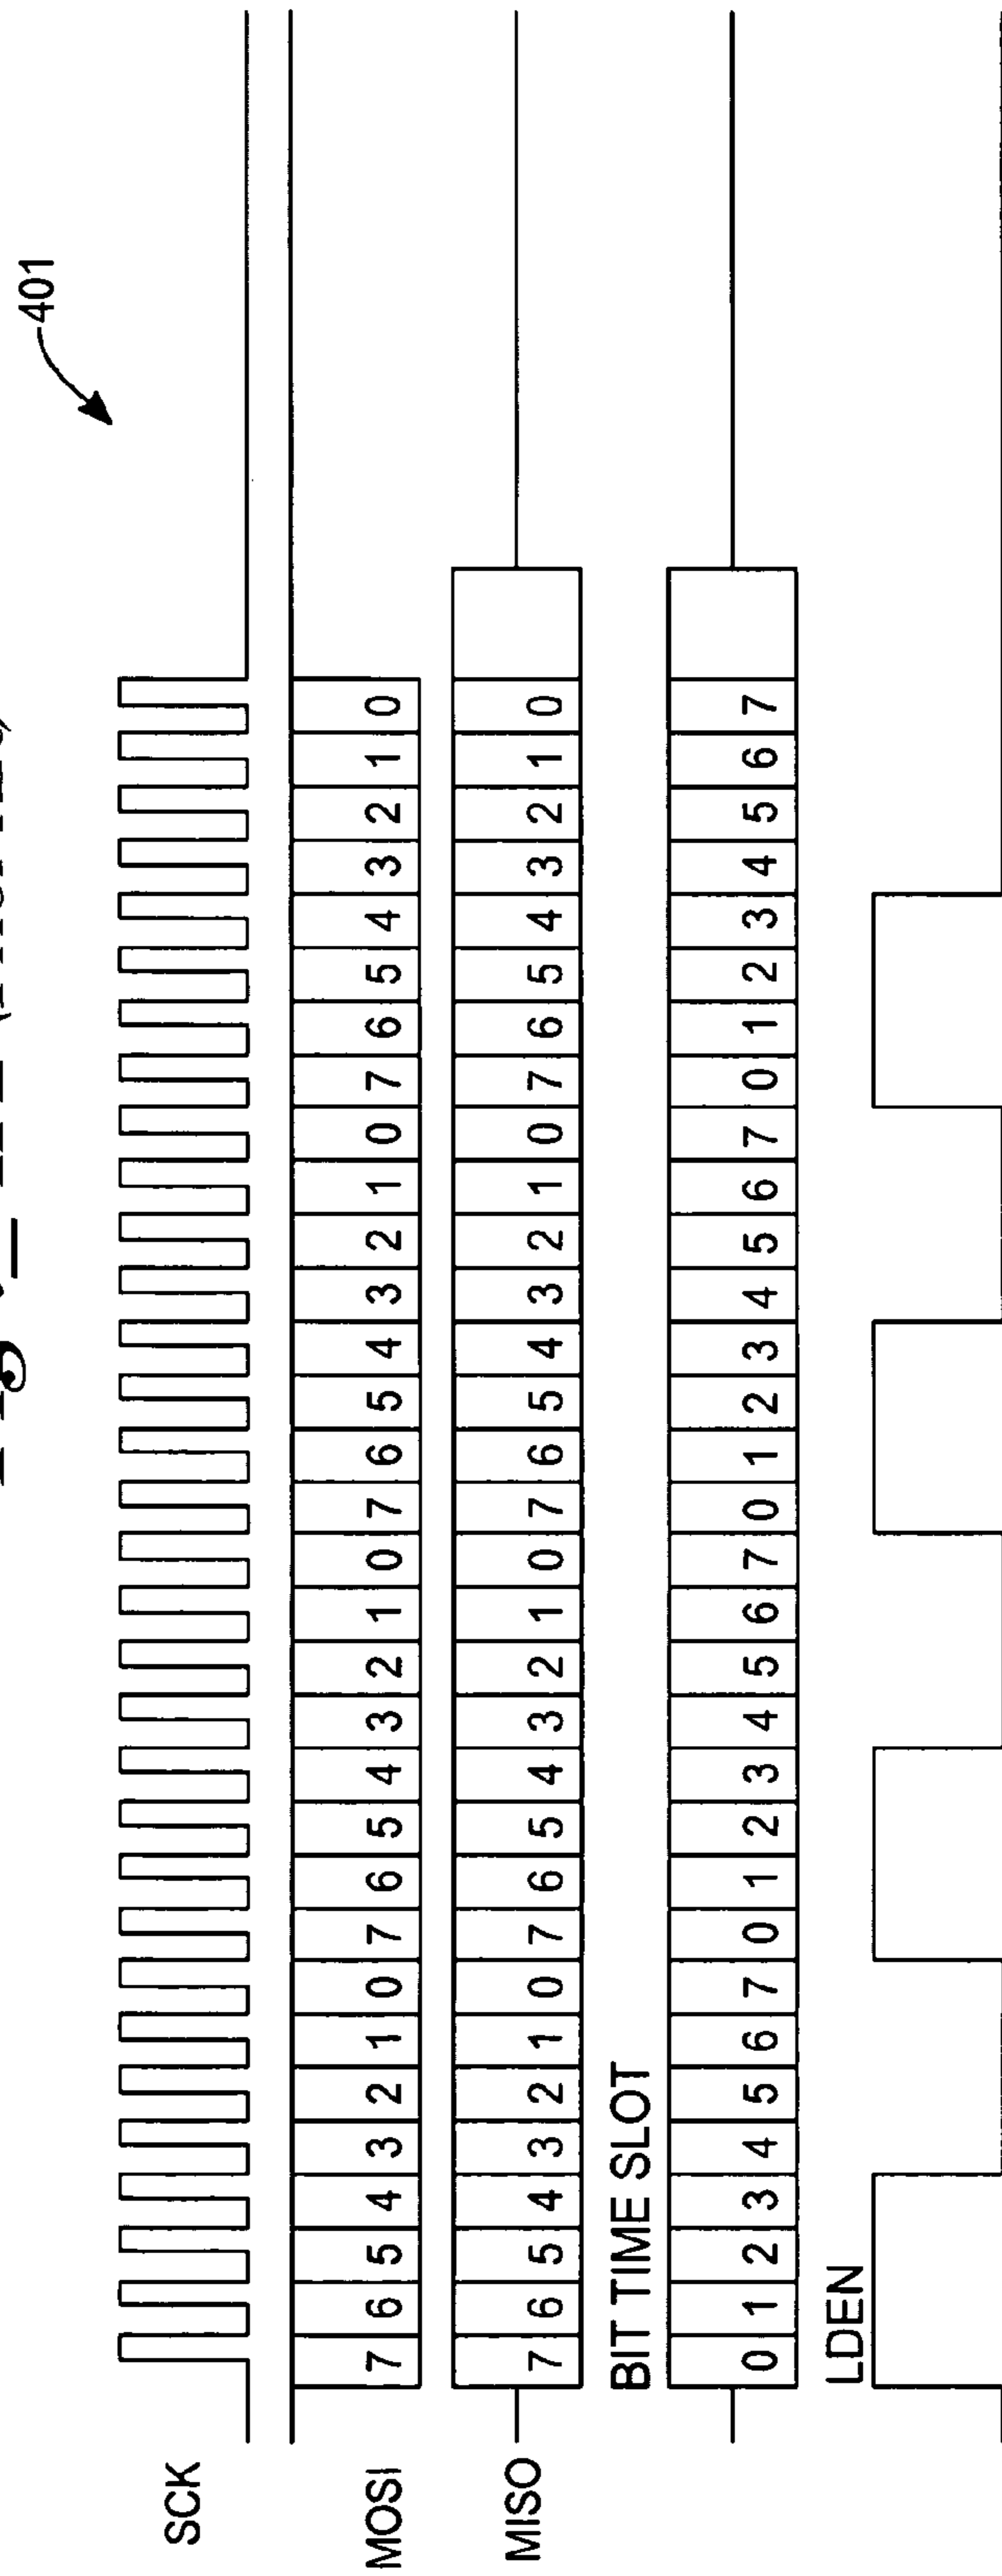 401
SCK
MOSI 7 6 5 4 3 2 1 0 7 6 5 4 3 2 1 0 7 6 5 4 3 2 1 0 7 6 5 4 3 2 1 0
MISO 7 6 5 4 3 2 1 0 7 6 5 4 3 2 1 0 7 6 5 4 3 2 1 0 7 6 5 4 3 2 1 0
BIT TIME SLOT
0 1 2 3 4 5 6 7 0 1 2 3 4 5 6 7 0 1 2 3 4 5 6 7 0 1 2 3 4 5 6 7
LDEN